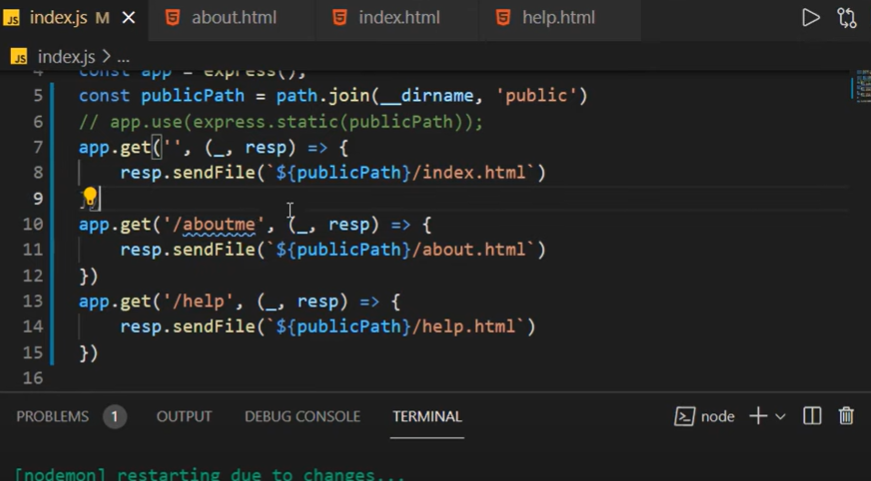 JS index.js M
about.html
index.html
help.html
JS index.js > ...
4 const app = express();
5 const publicPath = path.join(__dirname, 'public')
6 // app.use(express.static(publicPath));
7 app.get('', (_, resp) => {
8 resp.sendFile(`${publicPath}/index.html`)
9 })
10 app.get('/aboutme', (_, resp) => {
11 resp.sendFile(`${publicPath}/about.html`)
12 })
13 app.get('/help', (_, resp) => {
14 resp.sendFile(`${publicPath}/help.html`)
15 })
16
PROBLEMS 1 OUTPUT DEBUG CONSOLE TERMINAL node
[nodemon] restarting due to changes...